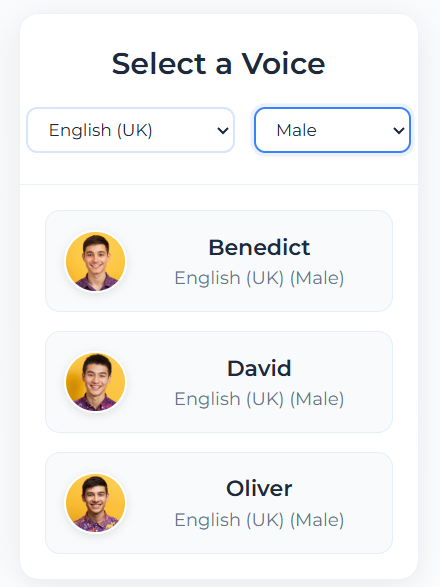 Select a Voice
English (UK)
Male
Benedict
English (UK) (Male)
David
English (UK) (Male)
Oliver
English (UK) (Male)